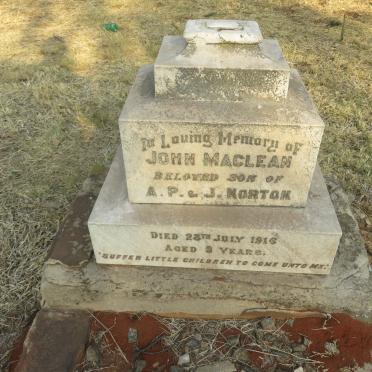 In Loving Memory of
JOHN MACLEAN
BELOVED SON OF
A. P. & J. NORTON
DIED 28TH JULY 1916
AGED 9 YEARS.
"SUFFER LITTLE CHILDREN TO COME UNTO ME."